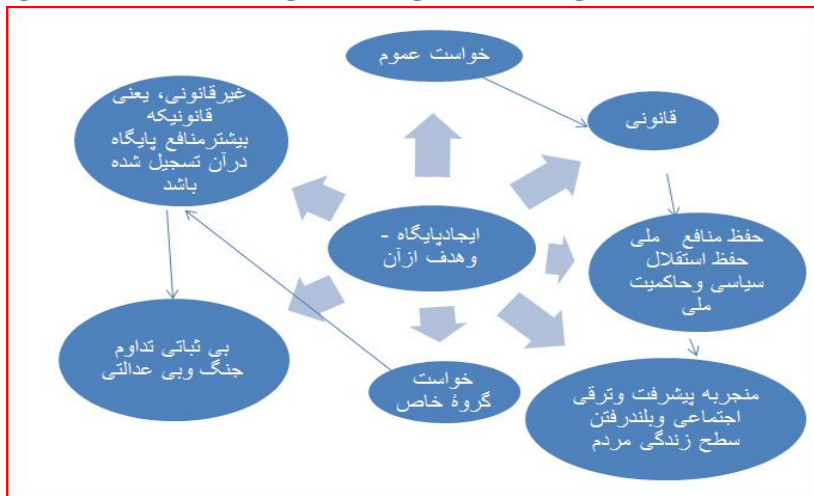 خواست عموم
غیرقانونی، یعنی
قانونیکه
بیشترمنافع پایگاه
درآن تسجیل شده
باشد
قانونی
ایجادپایگاه -
وهدف ازآن
حفظ منافع ملی
حفظ استقلال
سیاسی وحاکمیت
ملی
بی ثباتی تداوم
جنگ وبی عدالتی
خواست
گروۀ خاص
منجربه پیشرفت وترقی
اجتماعی وبلندرفتن
سطح زندگی مردم